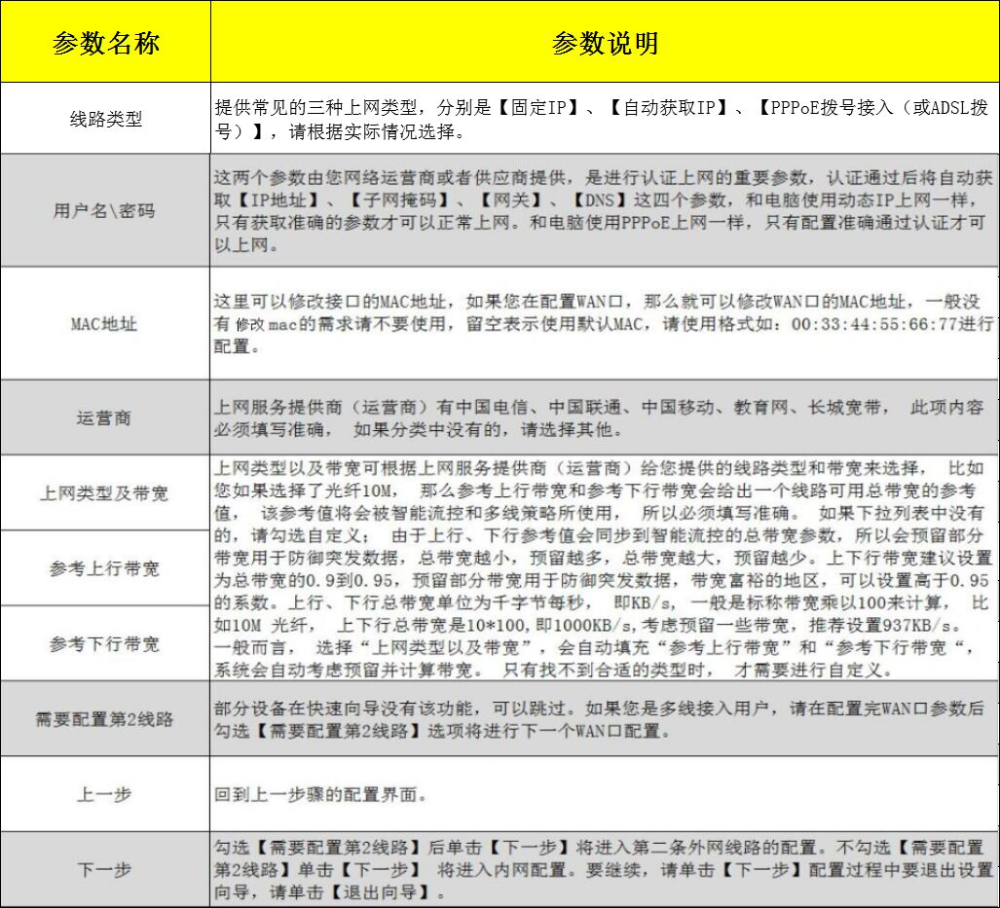 参数名称
参数说明
线路类型
提供常见的三种上网类型，分别是【固定IP】、【自动获取IP】、【PPPoE拨号接入（或ADSL拨
号）】，请根据实际情况选择。
用户名\密码
这两个参数由您网络运营商或者供应商提供，是进行认证上网的重要参数，认证通过后将自动获
取【IP地址】、【子网掩码】、【网关】、【DNS】这四个参数，和电脑使用动态IP上网一样，
只有获取准确的参数才可以正常上网。和电脑使用PPPoE上网一样，只有配置准确通过认证才可
以上网。
MAC地址
这里可以修改接口的MAC地址，如果您在配置WAN口，那么就可以修改WAN口的MAC地址，一般没
有修改mac的需求请不要使用，留空表示使用默认MAC，请使用格式如：00:33:44:55:66:77进行
配置。
运营商
上网服务提供商（运营商）有中国电信、中国联通、中国移动、教育网、长城宽带， 此项内容
必须填写准确， 如果分类中没有的，请选择其他。
上网类型及带宽
参考上行带宽
参考下行带宽
上网类型以及带宽可根据上网服务提供商（运营商）给您提供的线路类型和带宽来选择， 比如
您如果选择了光纤10M， 那么参考上行带宽和参考下行带宽会给出一个线路可用总带宽的参考
值， 该参考值将会被智能流控和多线策略所使用， 所以必须填写准确。 如果下拉列表中没有
的，请勾选自定义； 由于上行、下行参考值会同步到智能流控的总带宽参数，所以会预留部分
带宽用于防御突发数据，总带宽越小，预留越多，总带宽越大，预留越少。上下行带宽建议设置
为总带宽的0.9到0.95，预留部分带宽用于防御突发数据，带宽富裕的地区，可以设置高于0.95
的系数。上行、下行总带宽单位为千字节每秒， 即KB/s, 一般是标称带宽乘以100来计算， 比
如10M 光纤， 上下行总带宽是10*100,即1000KB/s,考虑预留一些带宽，推荐设置937KB/s。
一般而言， 选择“上网类型以及带宽”，会自动填充“参考上行带宽”和“参考下行带宽“，
系统会自动考虑预留并计算带宽。 只有找不到合适的类型时， 才需要进行自定义。
需要配置第2线路
部分设备在快速向导没有该功能，可以跳过。如果您是多线接入用户，请在配置完WAN口参数后
勾选【需要配置第2线路】选项将进行下一个WAN口配置。
上一步
回到上一步骤的配置界面。
下一步
勾选【需要配置第2线路】后单击【下一步】将进入第二条外网线路的配置。不勾选【需要配置
第2线路】单击【下一步】 将进入内网配置。要继续，请单击【下一步】配置过程中要退出设置
向导，请单击【退出向导】。